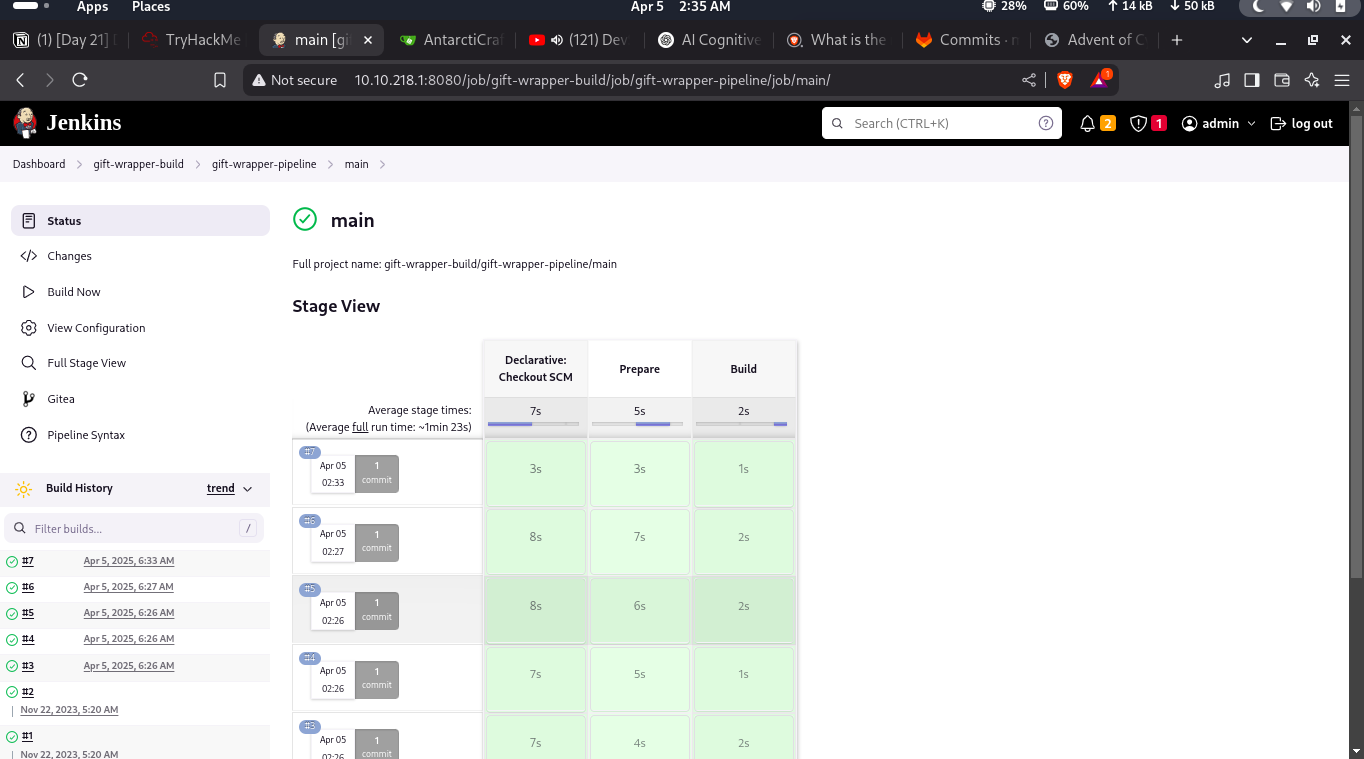 Apps Places Apr 5 2:35 AM 28% 60% 14 kB 50 kB
(1) [Day 21] TryHackMe main [gi AntarctiCraf (121) Dev AI Cognitive What is the Commits · Advent of C
Not secure 10.10.218.1:8080/job/gift-wrapper-build/job/gift-wrapper-pipeline/job/main/ 1
Jenkins Search (CTRL+K) 2 1 admin log out
Dashboard gift-wrapper-build gift-wrapper-pipeline main
Status
Changes
Build Now
View Configuration
Full Stage View
Gitea
Pipeline Syntax
Build History trend
Filter builds... /
#7 Apr 5, 2025, 6:33 AM
#6 Apr 5, 2025, 6:27 AM
#5 Apr 5, 2025, 6:26 AM
#4 Apr 5, 2025, 6:26 AM
#3 Apr 5, 2025, 6:26 AM
#2
Nov 22, 2023, 5:20 AM
#1
Nov 22, 2023, 5:20 AM
main
Full project name: gift-wrapper-build/gift-wrapper-pipeline/main
Stage View
Declarative:
Checkout SCM
Prepare
Build
Average stage times:
(Average full run time: ~1min 23s)
7s 5s 2s
#7
Apr 05 1
02:33 commit
3s 3s 1s
#6
Apr 05 1
02:27 commit
8s 7s 2s
#5
Apr 05 1
02:26 commit
8s 6s 2s
#4
Apr 05 1
02:26 commit
7s 5s 1s
#3
Apr 05 1
02:26 commit
7s 4s 2s